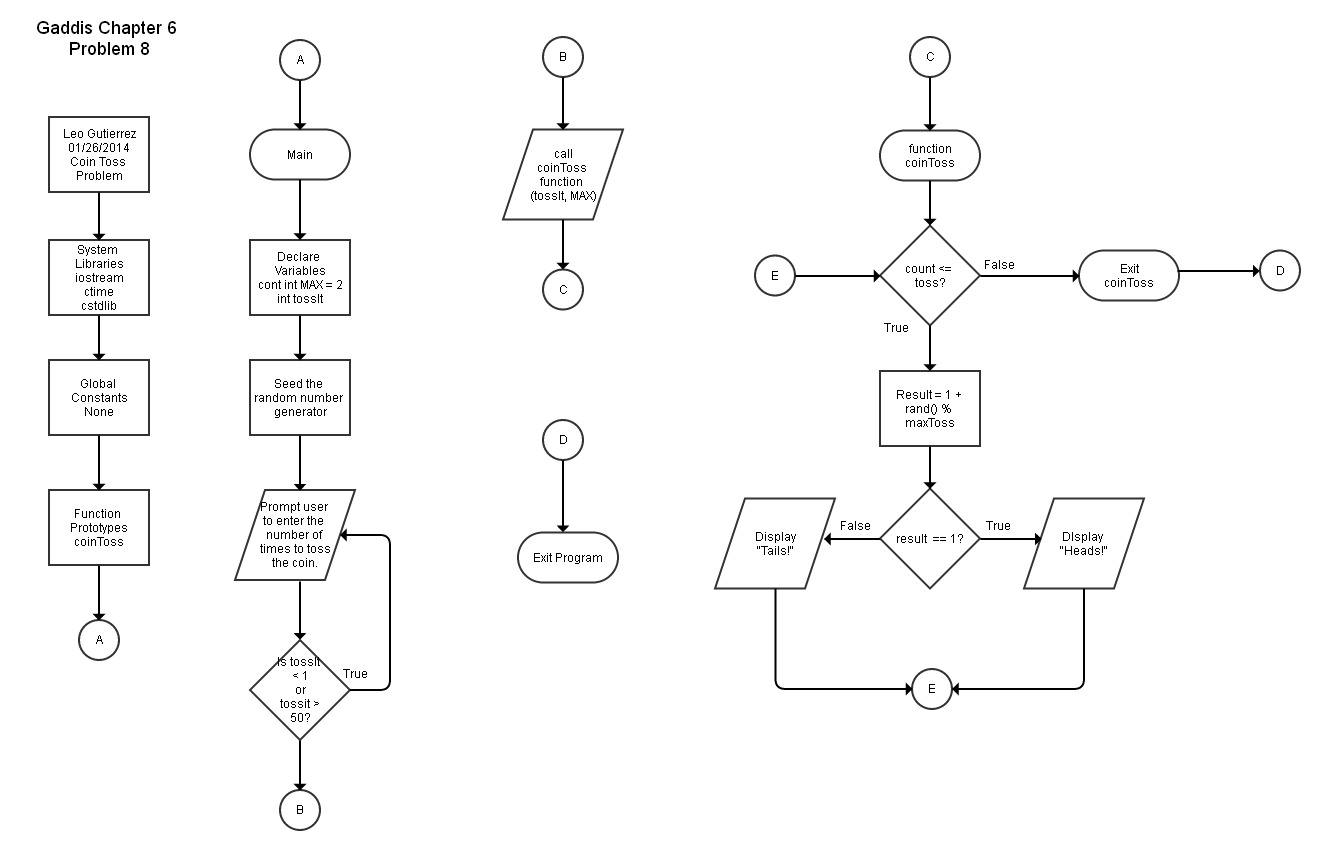 Gaddis Chapter 6
Problem 8
Leo Gutierrez
01/26/2014
Coin Toss
Problem
System
Libraries
iostream
ctime
cstdlib
Global
Constants
None
Function
Prototypes
coinToss
A
A
Main
Declare
Variables
cont int MAX = 2
int tossIt
Seed the
random number
generator
Prompt user
to enter the
number of
times to toss
the coin.
Is tossIt
< 1
or
tossit >
50?
True
B
B
call
coinToss
function
(tossIt, MAX)
C
D
Exit Program
C
function
coinToss
E
count <=
toss?
False
Exit
coinToss
D
True
Result = 1 +
rand() %
maxToss
result == 1?
False
Display
"Tails!"
True
DIsplay
"Heads!"
E